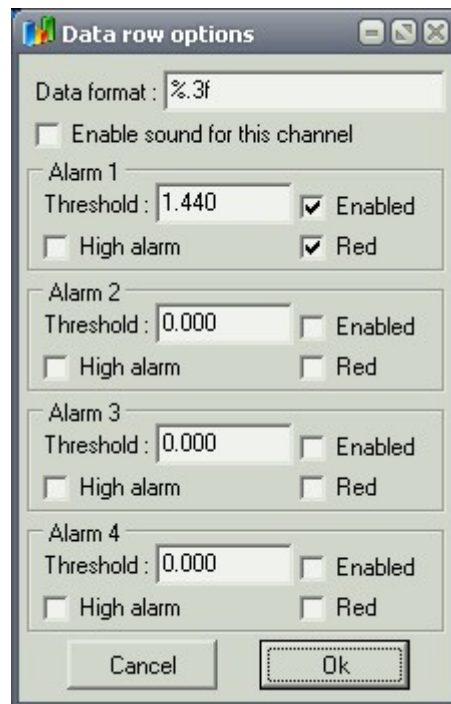 Data row options
Data format : %.3f
Enable sound for this channel
Alarm 1
Threshold : 1.440 Enabled
High alarm Red
Alarm 2
Threshold : 0.000 Enabled
High alarm Red
Alarm 3
Threshold : 0.000 Enabled
High alarm Red
Alarm 4
Threshold : 0.000 Enabled
High alarm Red
Cancel Ok